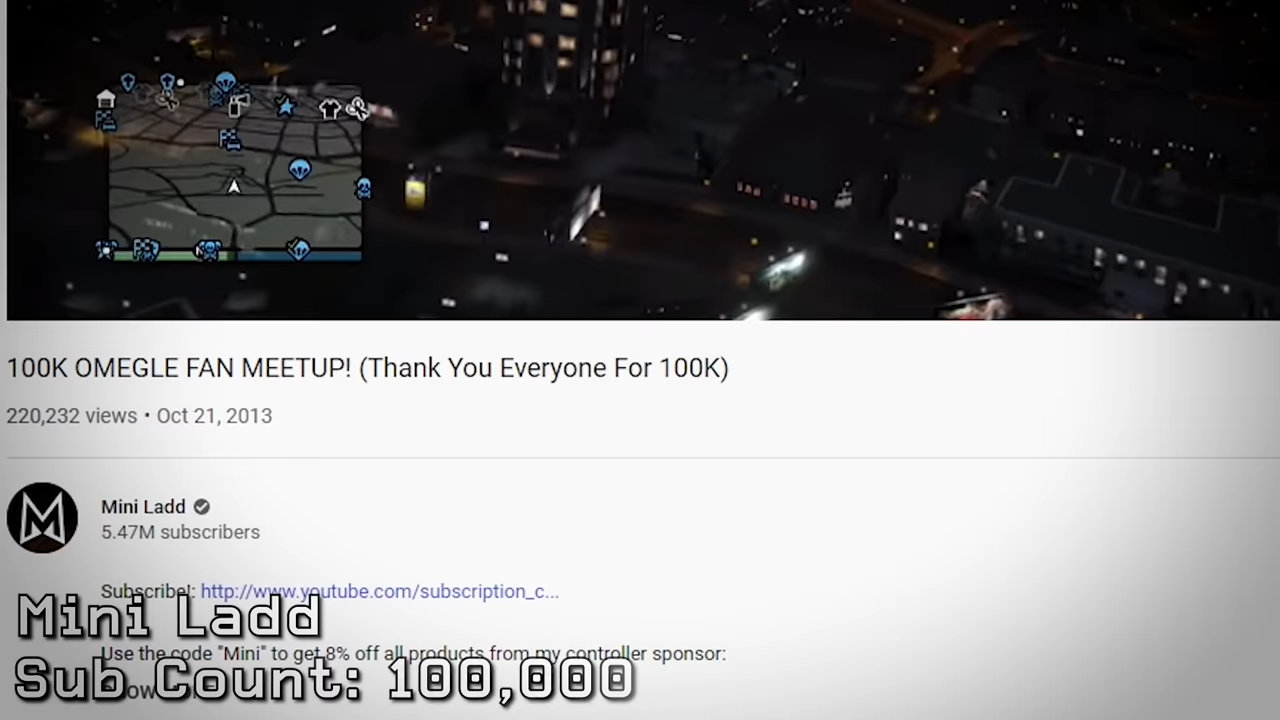 100K OMEGLE FAN MEETUP! (Thank You Everyone For 100K)
220,232 views • Oct 21, 2013
Mini Ladd
5.47M subscribers
Subscribe!: http://www.youtube.com/subscription_c...
Mini Ladd
Use the code "Mini" to get 8% off all products from my controller sponsor:
Sub Count: 100,000